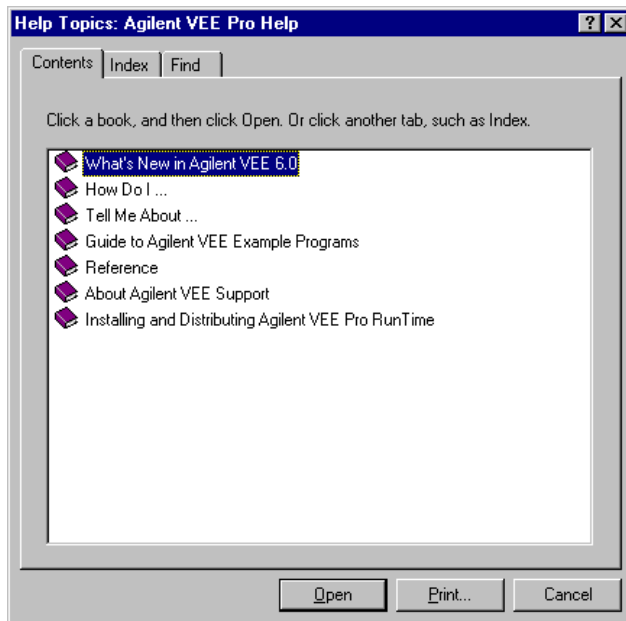 Help Topics: Agilent VEE Pro Help
Contents Index Find
Click a book, and then click Open. Or click another tab, such as Index.
What's New in Agilent VEE 6.0
How Do I ...
Tell Me About ...
Guide to Agilent VEE Example Programs
Reference
About Agilent VEE Support
Installing and Distributing Agilent VEE Pro RunTime
Open Print... Cancel